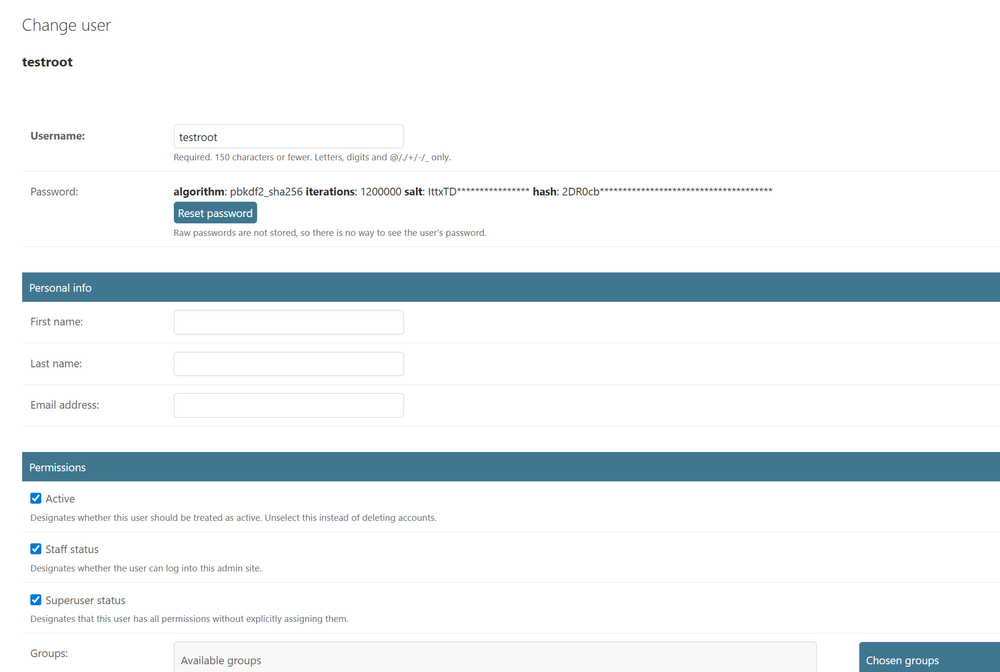 Change user
testroot
Username:
testroot
Required. 150 characters or fewer. Letters, digits and @/./+/-/_ only.
Password:
algorithm: pbkdf2_sha256 iterations: 1200000 salt: IttxTD**************** hash: 2DR0cb**************************************
Reset password
Raw passwords are not stored, so there is no way to see the user’s password.
Personal info
First name:
Last name:
Email address:
Permissions
Active
Designates whether this user should be treated as active. Unselect this instead of deleting accounts.
Staff status
Designates whether the user can log into this admin site.
Superuser status
Designates that this user has all permissions without explicitly assigning them.
Groups:
Available groups
Chosen groups